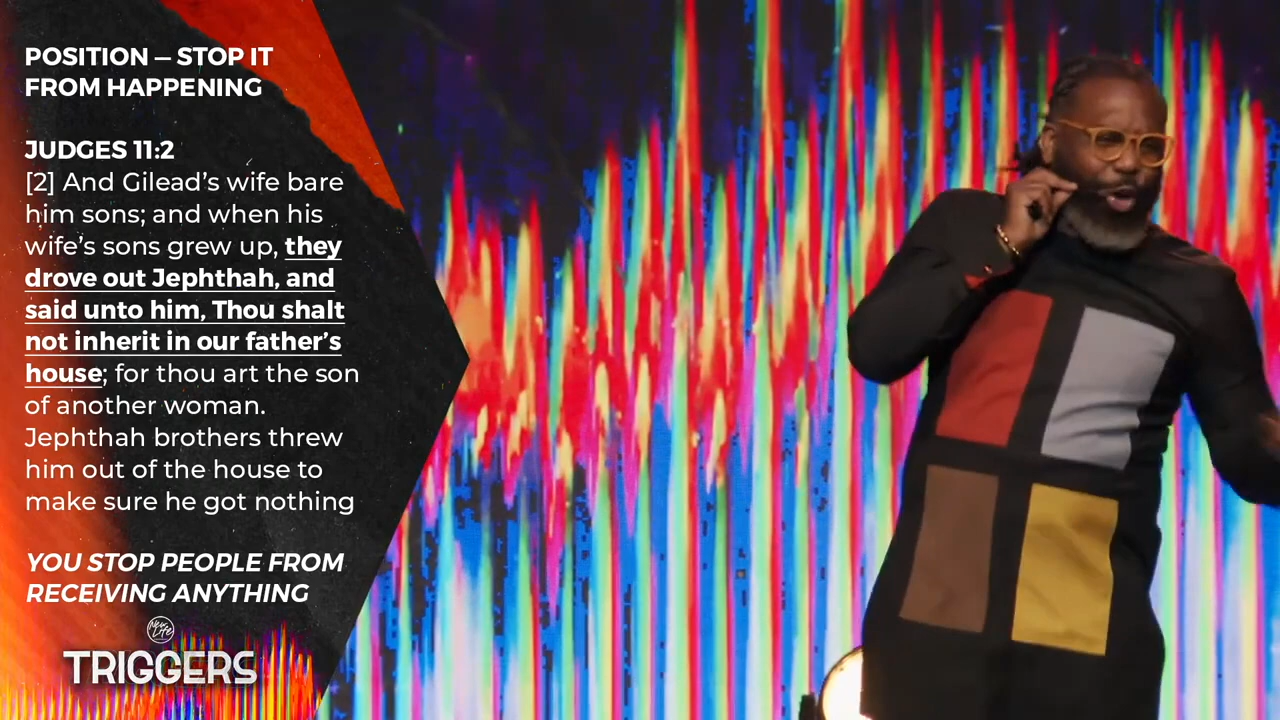 POSITION — STOP IT
FROM HAPPENING
JUDGES 11:2
[2] And Gilead’s wife bare
him sons; and when his
wife’s sons grew up, they
drove out Jephthah, and
said unto him, Thou shalt
not inherit in our father’s
house; for thou art the son
of another woman.
Jephthah brothers threw
him out of the house to
make sure he got nothing
YOU STOP PEOPLE FROM
RECEIVING ANYTHING
New
Life
TRIGGERS